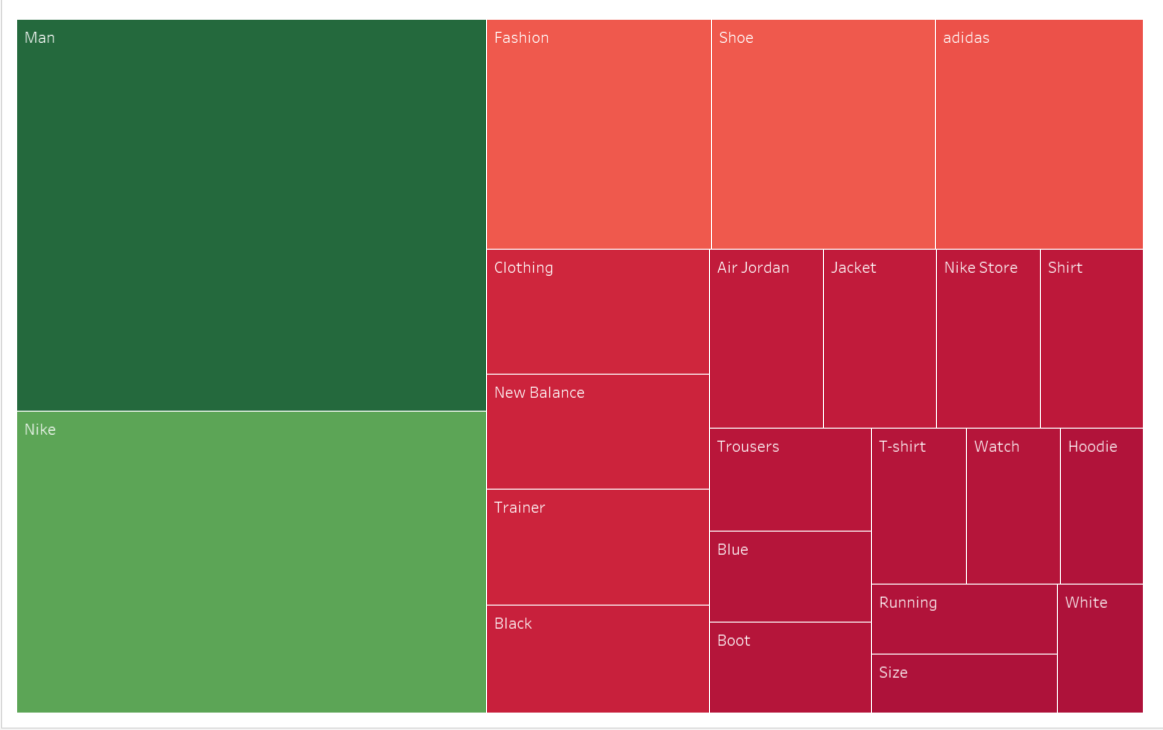 Man
Fashion
Shoe
adidas
Clothing
Air Jordan
Jacket
Nike Store
Shirt
New Balance
Nike
Trousers
T-shirt
Watch
Hoodie
Trainer
Blue
Running
White
Black
Boot
Size